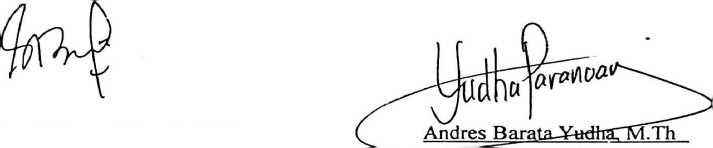 Yudha Paranoan
Andres Barata Yudha, M.Th